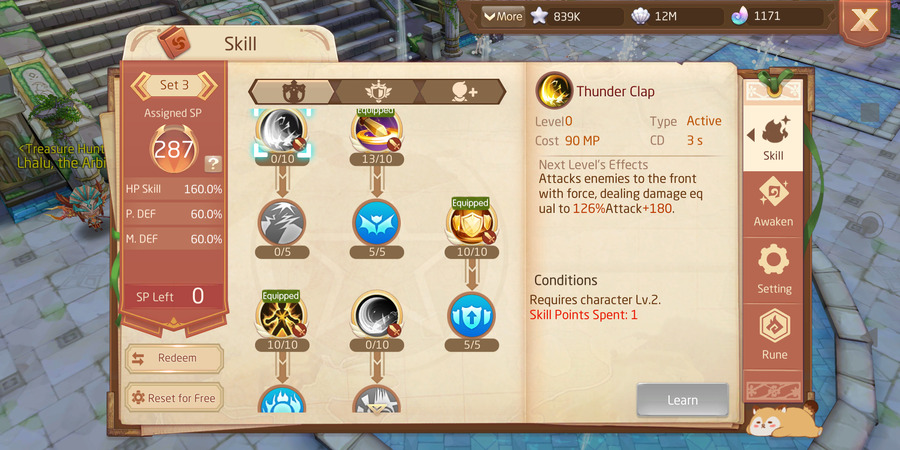 More
839K
12M
1171
Skill
Set 3
Assigned SP
287
?
HP Skill 160.0%
P. DEF 60.0%
M. DEF 60.0%
SP Left 0
Redeem
Reset for Free
<Treasure Hunt
Lhalu, the Arbi
Equipped
0/10
13/10
0/5
5/5
Equipped
10/10
Equipped
10/10
0/10
5/5
Thunder Clap
Level0 Type Active
Cost 90 MP CD 3 s
Next Level's Effects
Attacks enemies to the front
with force, dealing damage eq
ual to 126%Attack+180.
Conditions
Requires character Lv.2.
Skill Points Spent: 1
Learn
Skill
Awaken
Setting
Rune